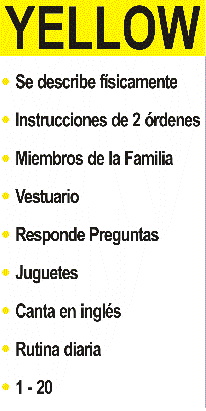 YELLOW
Se describe físicamente
Instrucciones de 2 órdenes
Miembros de la Familia
Vestuario
Responde Preguntas
Juguetes
Canta en inglés
Rutina diaria
1 - 20